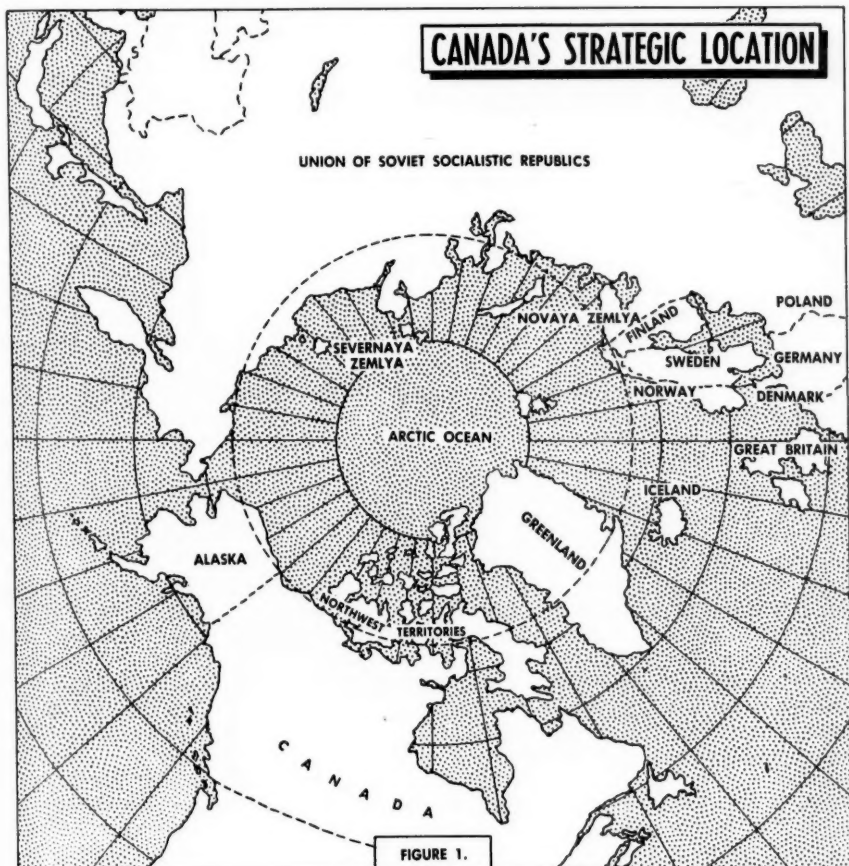 CANADA'S STRATEGIC LOCATION
UNION OF SOVIET SOCIALISTIC REPUBLICS
NOVAYA ZEMLYA
FINLAND
POLAND
SEVERNAYA
ZEMLYA
SWEDEN
GERMANY
NORWAY
DENMARK
ARCTIC OCEAN
GREAT BRITAIN
ICELAND
GREENLAND
ALASKA
NORTHWEST
TERRITORIES
CANADA
FIGURE 1.